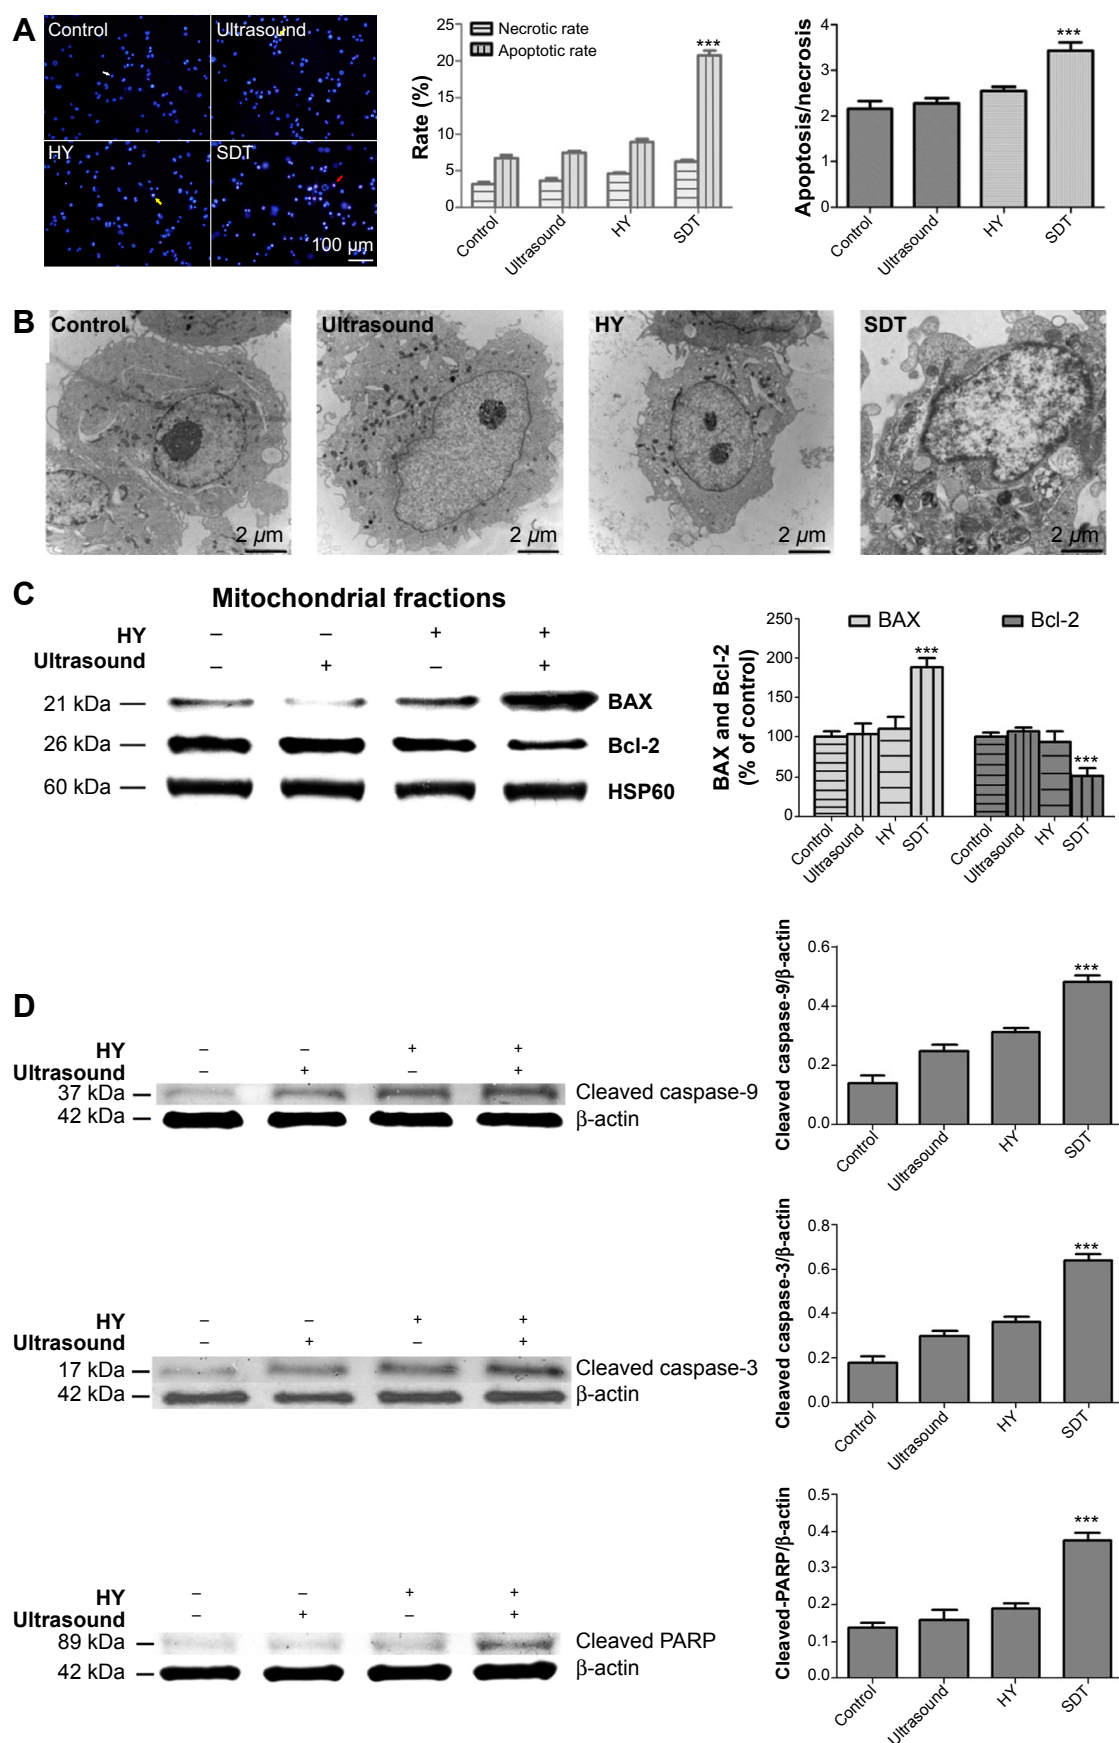 A
Control
Ultrasound
HY
SDT
100 µm
Rate (%)
25
20
15
10
5
0
Necrotic rate
Apoptotic rate
***
Control
Ultrasound
HY
SDT
Apoptosis/necrosis
4
3
2
1
0
***
Control
Ultrasound
HY
SDT
B
Control
2 µm
Ultrasound
2 µm
HY
2 µm
SDT
2 µm
C
Mitochondrial fractions
HY – – + +
Ultrasound – + – +
21 kDa BAX
26 kDa Bcl-2
60 kDa HSP60
BAX and Bcl-2
(% of control)
250
200
150
100
50
0
BAX
Bcl-2
***
***
Control
Ultrasound
HY
SDT
Control
Ultrasound
HY
SDT
D
HY – – + +
Ultrasound – + – +
37 kDa Cleaved caspase-9
42 kDa β-actin
Cleaved caspase-9/β-actin
0.6
0.4
0.2
0.0
***
Control
Ultrasound
HY
SDT
HY – – + +
Ultrasound – + – +
17 kDa Cleaved caspase-3
42 kDa β-actin
Cleaved caspase-3/β-actin
0.8
0.6
0.4
0.2
0.0
***
Control
Ultrasound
HY
SDT
HY – – + +
Ultrasound – + – +
89 kDa Cleaved PARP
42 kDa β-actin
Cleaved-PARP/β-actin
0.5
0.4
0.3
0.2
0.1
0.0
***
Control
Ultrasound
HY
SDT